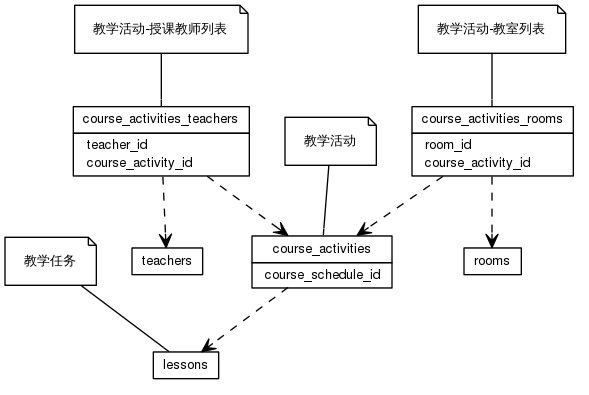 教学活动-授课教师列表
教学活动-教室列表
course_activities_teachers
teacher_id
course_activity_id
教学活动
course_activities_rooms
room_id
course_activity_id
教学任务
teachers
course_activities
course_schedule_id
rooms
lessons